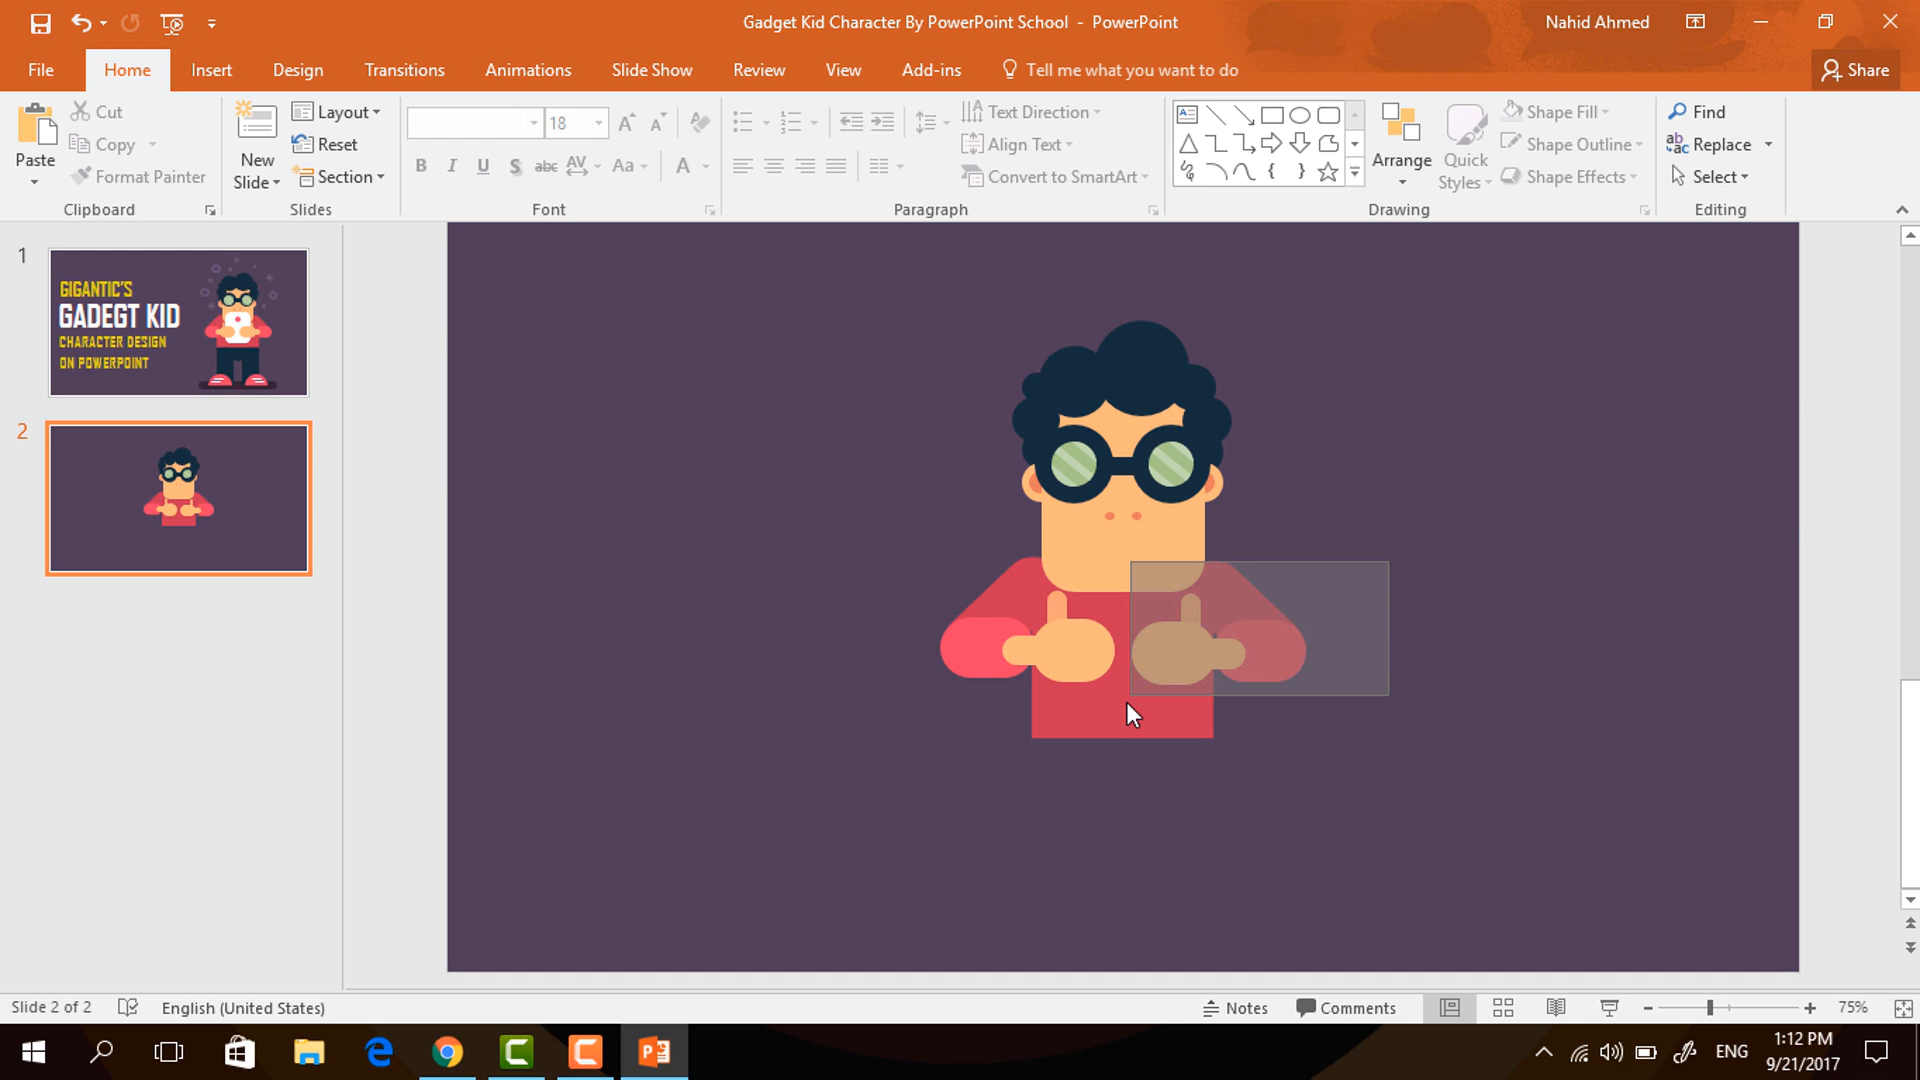 Gadget Kid Character By PowerPoint School - PowerPoint
Nahid Ahmed
File Home Insert Design Transitions Animations Slide Show Review View Add-ins Tell me what you want to do Share
Paste
Cut
Copy
Format Painter
Clipboard
New
Slide
Layout
Reset
Section
Slides
18
B I U S abc AV Aa A
Font
Text Direction
Align Text
Convert to SmartArt
Paragraph
Arrange
Quick
Styles
Shape Fill
Shape Outline
Shape Effects
Drawing
Find
Replace
Select
Editing
1
GIGANTIC'S
GADEGT KID
CHARACTER DESIGN
ON POWERPOINT
2
Slide 2 of 2 English (United States) Notes Comments 75%
ENG
1:12 PM
9/21/2017